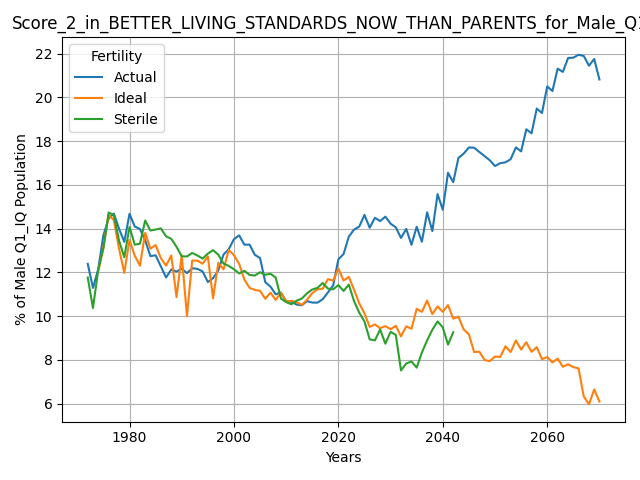 Score_2_in_BETTER_LIVING_STANDARDS_NOW_THAN_PARENTS_for_Male_Q1
Fertility
Actual
Ideal
Sterile
% of Male Q1_IQ Population
22
20
18
16
14
12
10
8
6
1980 2000 2020 2040 2060
Years